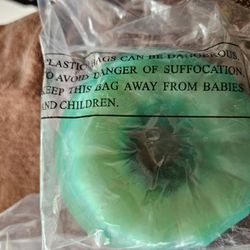 PLASTIC BAGS CAN BE DANGEROUS
TO AVOID DANGER OF SUFFOCATION
KEEP THIS BAG AWAY FROM BABIES
AND CHILDREN.